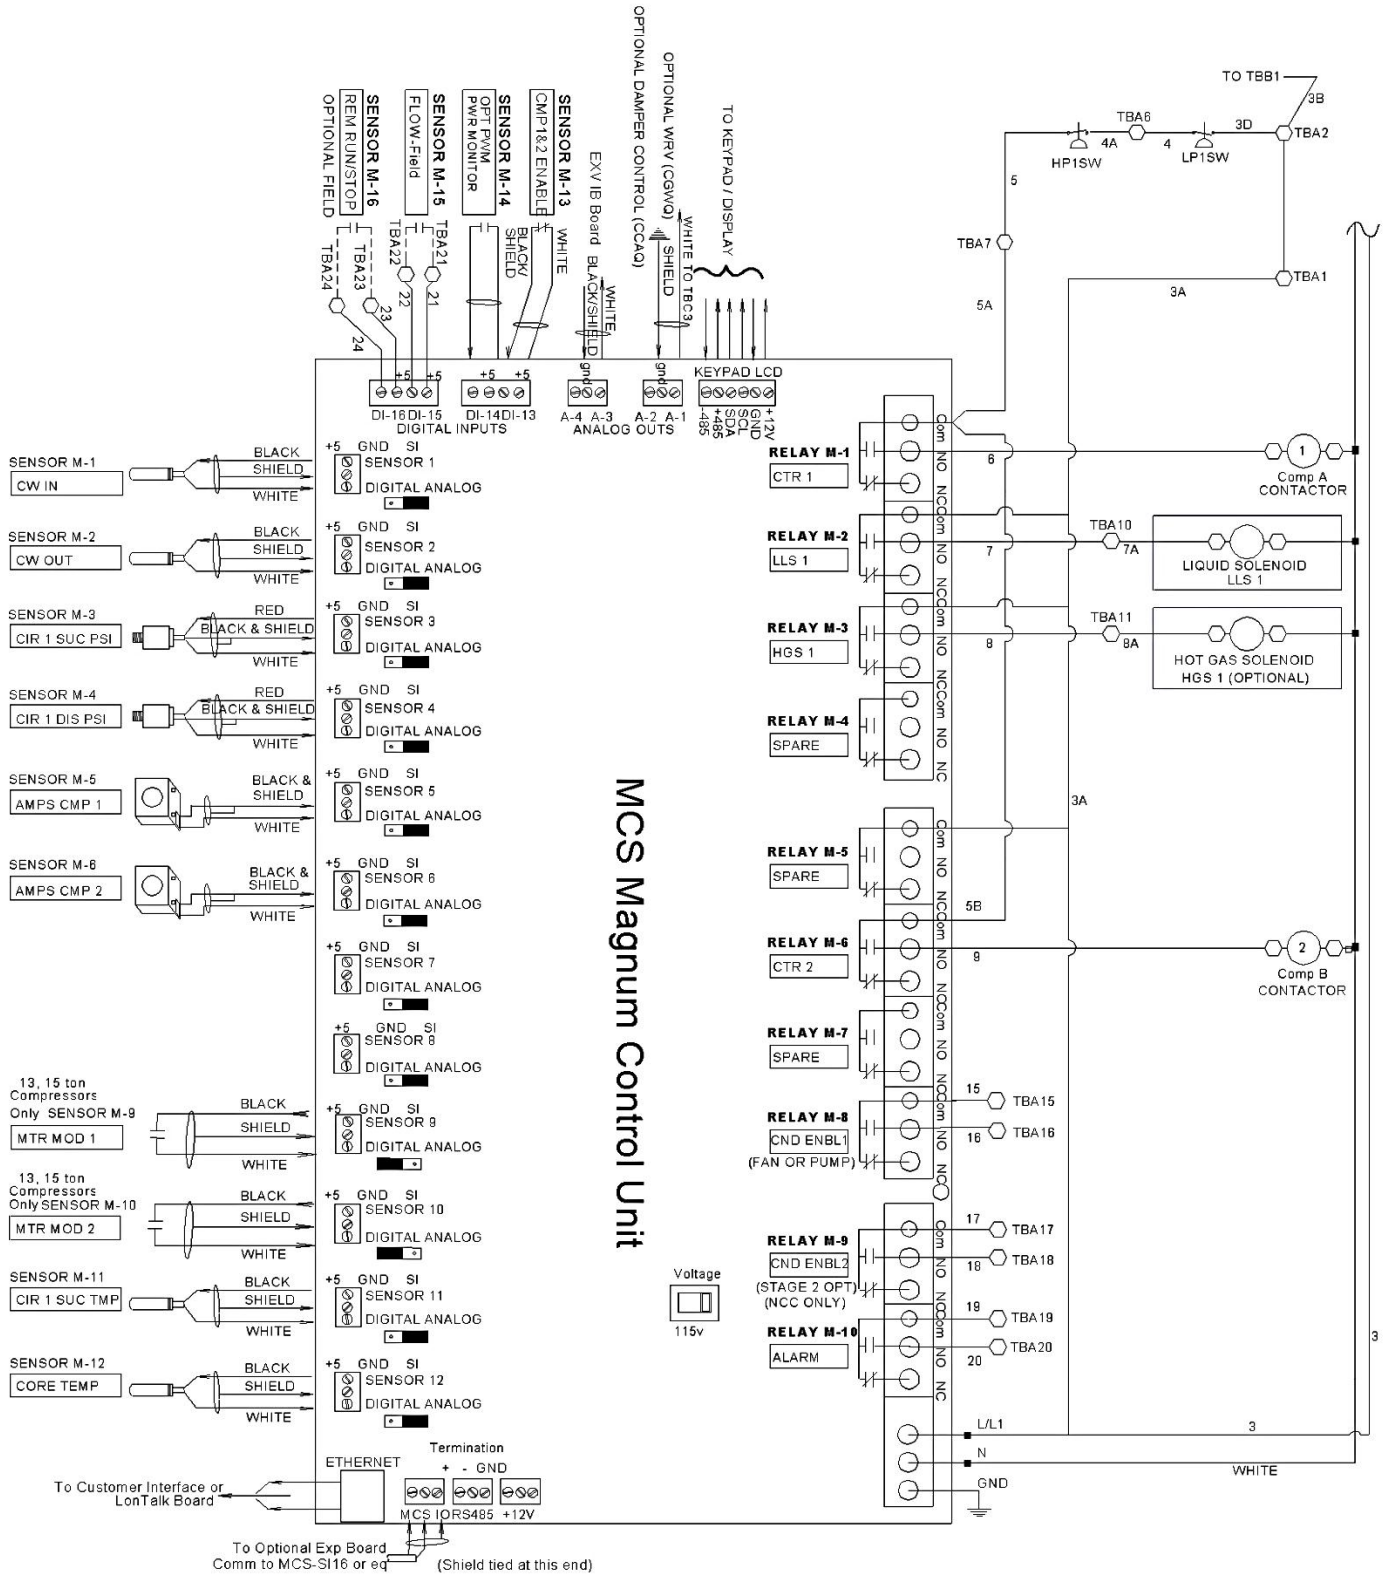 OPTIONAL DAMPER CONTROL (CCAQ)
OPTIONAL WRV (CGWQ)
SHIELD
WHITE TO TBC3
TO KEYPAD / DISPLAY
EXV IB Board
BLACK/SHIELD
WHITE
SENSOR M-13
CMP1&2 ENABLE
BLACK/
SHIELD
WHITE
SENSOR M-14
OPT PWM
PWR MONITOR
SENSOR M-15
FLOW-Field
TBA21
TBA22
21
22
SENSOR M-16
REM RUN/STOP
OPTIONAL FIELD
TBA23
TBA24
23
24
TO TBB1
3B
TBA2
3D
LP1SW
4
TBA6
4A
HP1SW
5
TBA7
5A
TBA1
3A
+5 +5 +5 +5
gnd gnd
KEYPAD LCD
DI-16 DI-15
DI-14 DI-13
DIGITAL INPUTS
A-4 A-3
A-2 A-1
ANALOG OUTS
-485
+485
SDA
SCL
GND
+12V
SENSOR M-1
CW IN
BLACK
SHIELD
WHITE
+5 GND SI
SENSOR 1
DIGITAL ANALOG
SENSOR M-2
CW OUT
BLACK
SHIELD
WHITE
+5 GND SI
SENSOR 2
DIGITAL ANALOG
SENSOR M-3
CIR 1 SUC PSI
RED
BLACK & SHIELD
WHITE
+5 GND SI
SENSOR 3
DIGITAL ANALOG
SENSOR M-4
CIR 1 DIS PSI
RED
BLACK & SHIELD
WHITE
+5 GND SI
SENSOR 4
DIGITAL ANALOG
SENSOR M-5
AMPS CMP 1
BLACK &
SHIELD
WHITE
+5 GND SI
SENSOR 5
DIGITAL ANALOG
SENSOR M-6
AMPS CMP 2
BLACK &
SHIELD
WHITE
+5 GND SI
SENSOR 6
DIGITAL ANALOG
+5 GND SI
SENSOR 7
DIGITAL ANALOG
+5 GND SI
SENSOR 8
DIGITAL ANALOG
13, 15 ton
Compressors
Only SENSOR M-9
MTR MOD 1
BLACK
SHIELD
WHITE
+5 GND SI
SENSOR 9
DIGITAL ANALOG
13, 15 ton
Compressors
Only SENSOR M-10
MTR MOD 2
BLACK
SHIELD
WHITE
+5 GND SI
SENSOR 10
DIGITAL ANALOG
SENSOR M-11
CIR 1 SUC TMP
BLACK
SHIELD
WHITE
+5 GND SI
SENSOR 11
DIGITAL ANALOG
SENSOR M-12
CORE TEMP
BLACK
SHIELD
WHITE
+5 GND SI
SENSOR 12
DIGITAL ANALOG
MCS Magnum Control Unit
Voltage
115v
RELAY M-1
CTR 1
Com NO NC
6
1
Comp A
CONTACTOR
RELAY M-2
LLS 1
Com NO NC
7
TBA10
7A
LIQUID SOLENOID
LLS 1
RELAY M-3
HGS 1
Com NO NC
8
TBA11
8A
HOT GAS SOLENOID
HGS 1 (OPTIONAL)
RELAY M-4
SPARE
Com NO NC
3A
RELAY M-5
SPARE
Com NO NC
5B
RELAY M-6
CTR 2
Com NO NC
9
2
Comp B
CONTACTOR
RELAY M-7
SPARE
Com NO NC
RELAY M-8
CND ENBL1
(FAN OR PUMP)
Com NO NC
15
TBA15
16
TBA16
RELAY M-9
CND ENBL2
(STAGE 2 OPT)
(NCC ONLY)
Com NO NC
17
TBA17
18
TBA18
RELAY M-10
ALARM
Com NO NC
19
TBA19
20
TBA20
3
L/L1
3
N
WHITE
GND
ETHERNET
To Customer Interface or
LonTalk Board
Termination
+ - GND
MCS IO RS485 +12V
To Optional Exp Board
Comm to MCS-SI16 or eq
(Shield tied at this end)